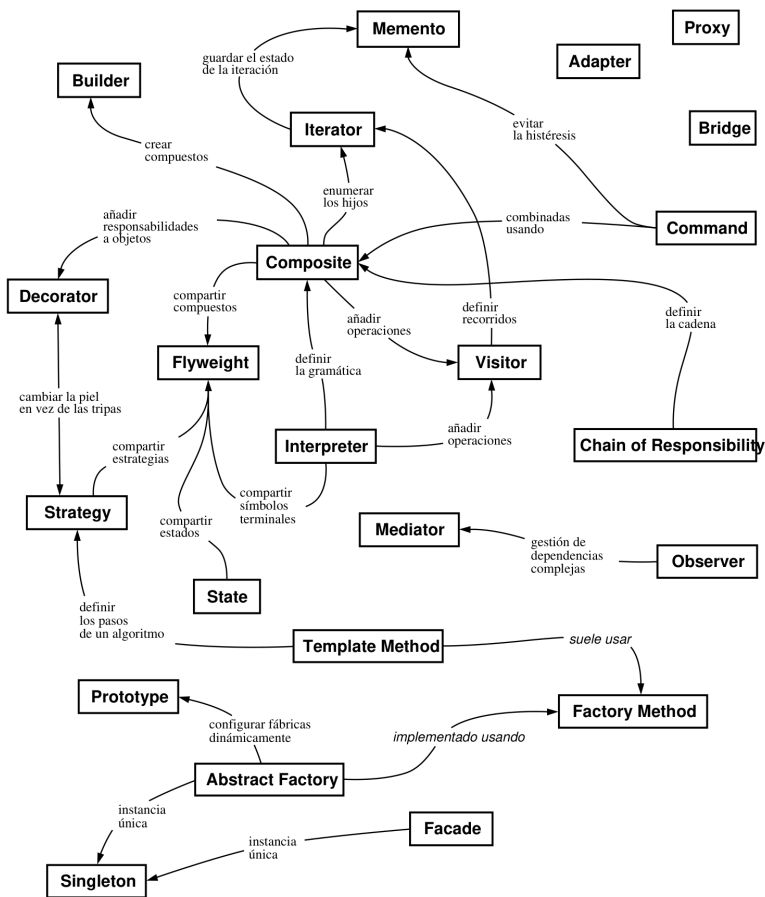 Memento
Proxy
Adapter
Builder
guardar el estado
de la iteración
Iterator
evitar
la histéresis
Bridge
crear
compuestos
enumerar
los hijos
añadir
responsabilidades
a objetos
combinadas
usando
Command
Composite
Decorator
compartir
compuestos
añadir
operaciones
definir
recorridos
definir
la cadena
Flyweight
definir
la gramática
Visitor
cambiar la piel
en vez de las tripas
compartir
estrategias
Interpreter
añadir
operaciones
Chain of Responsibility
compartir
símbolos
terminales
Strategy
compartir
estados
Mediator
gestión de
dependencias
complejas
Observer
State
definir
los pasos
de un algoritmo
Template Method
suele usar
Prototype
configurar fábricas
dinámicamente
Factory Method
implementado usando
Abstract Factory
instancia
única
Facade
instancia
única
Singleton